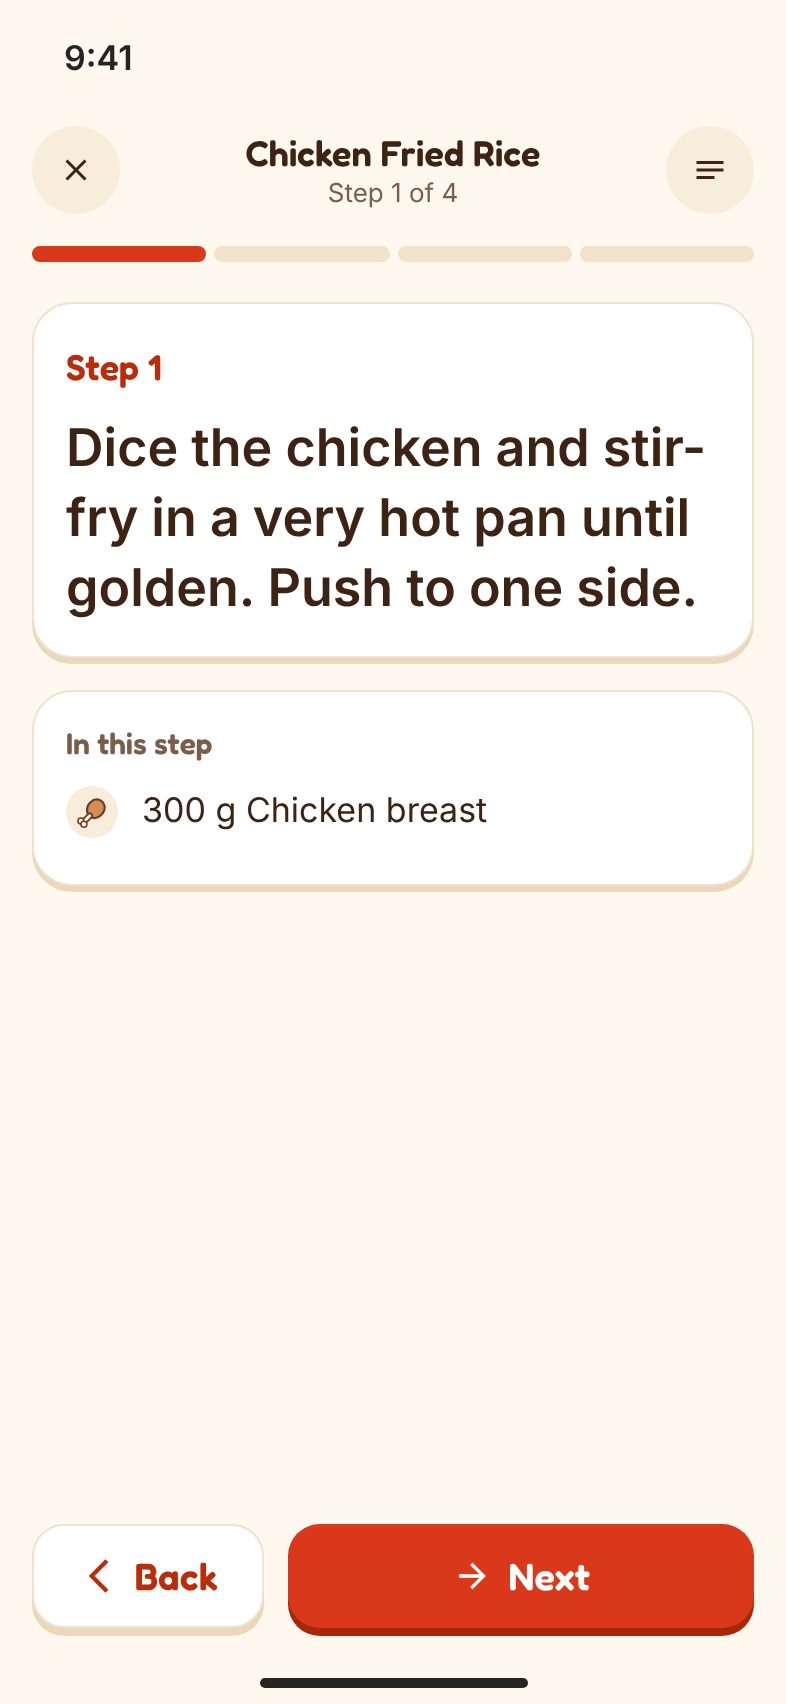 9:41
Chicken Fried Rice
Step 1 of 4
Step 1
Dice the chicken and stir-
fry in a very hot pan until
golden. Push to one side.
In this step
300 g Chicken breast
Back
Next